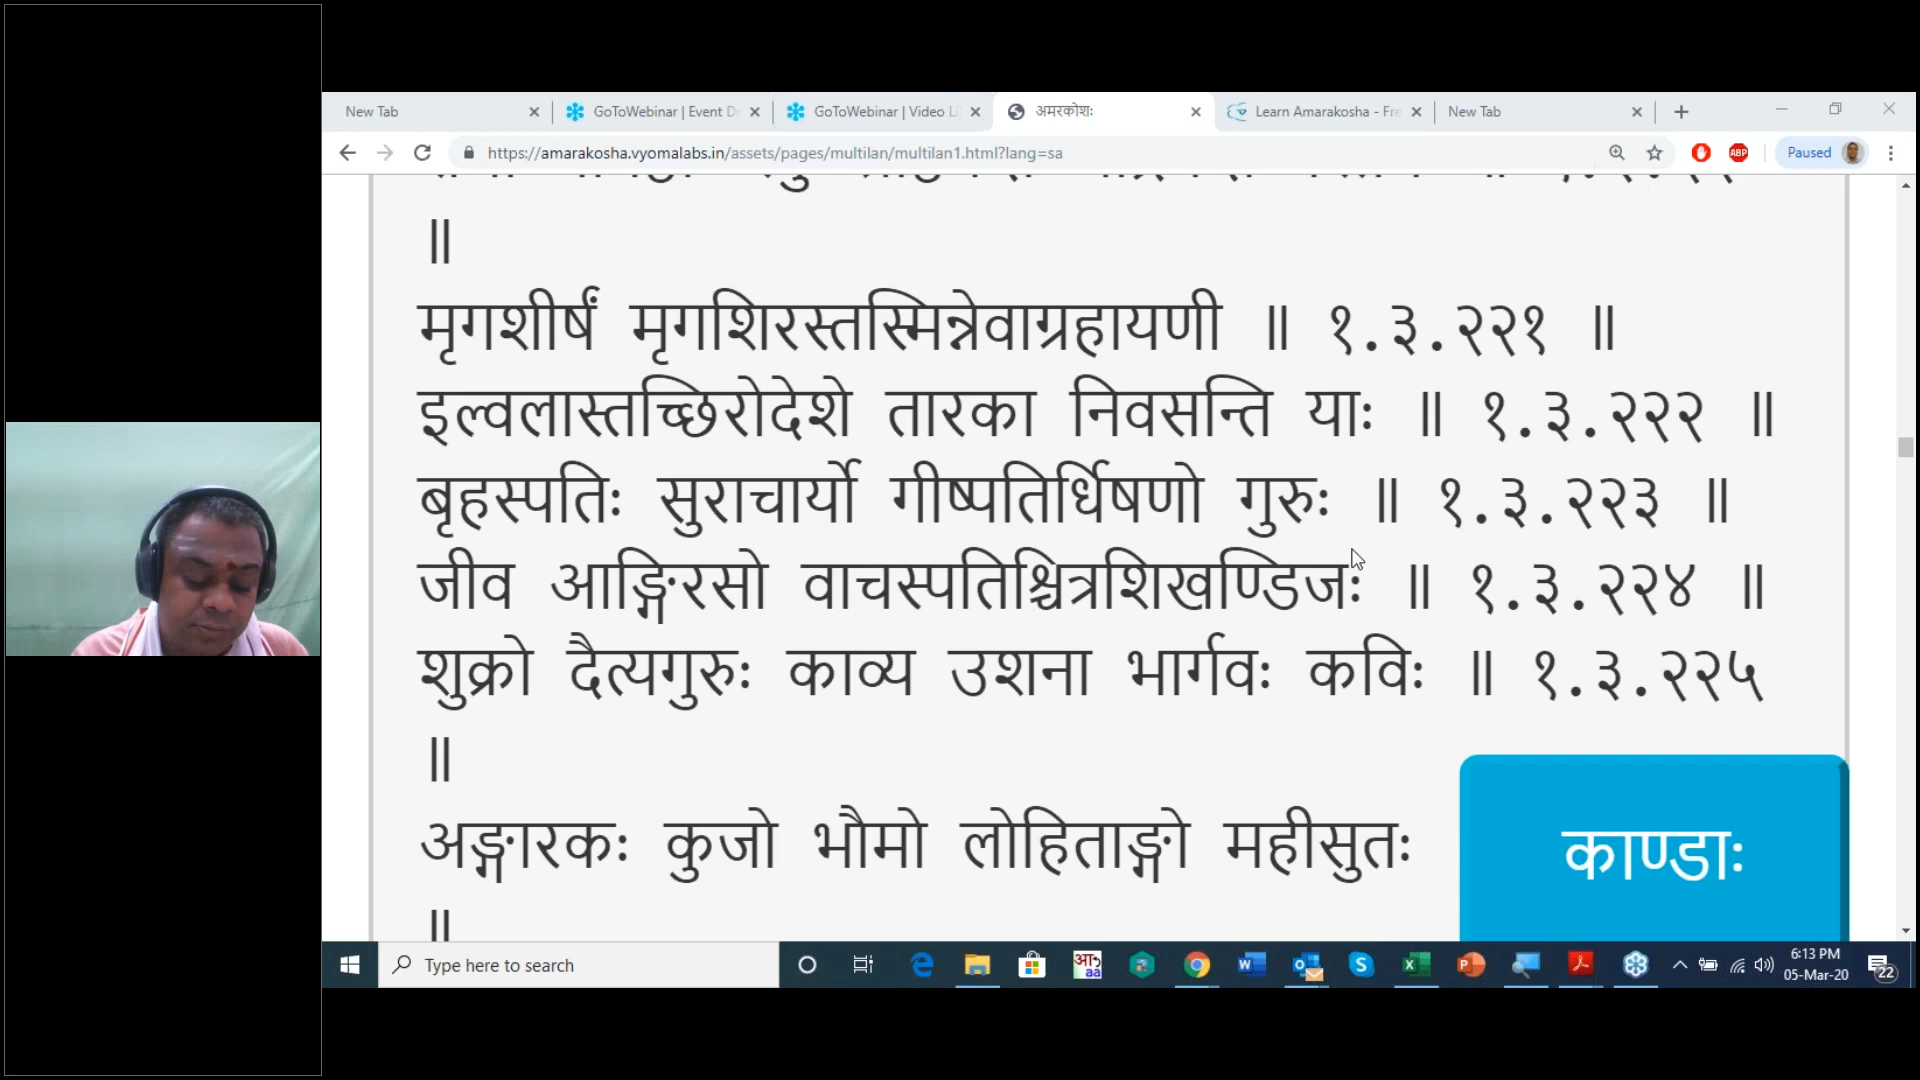 New Tab
GoToWebinar | Event D
GoToWebinar | Video Li
अमरकोशः
Learn Amarakosha - Fre
New Tab
https://amarakosha.vyomalabs.in/assets/pages/multilan/multilan1.html?lang=sa
ABP
Paused
॥
मृगशीर्षं मृगशिरस्तस्मिन्नेवाग्रहायणी ॥ १.३.२२१ ॥
इल्वलास्तच्छिरोदेशे तारका निवसन्ति याः ॥ १.३.२२२ ॥
बृहस्पतिः सुराचार्यो गीष्पतिर्धिषणो गुरुः ॥ १.३.२२३ ॥
जीव आङ्गिरसो वाचस्पतिश्चित्रशिखण्डिजः ॥ १.३.२२४ ॥
शुक्रो दैत्यगुरुः काव्य उशना भार्गवः कविः ॥ १.३.२२५
॥
अङ्गारकः कुजो भौमो लोहिताङ्गो महीसुतः
॥
काण्डाः
Type here to search
6:13 PM
05-Mar-20
22